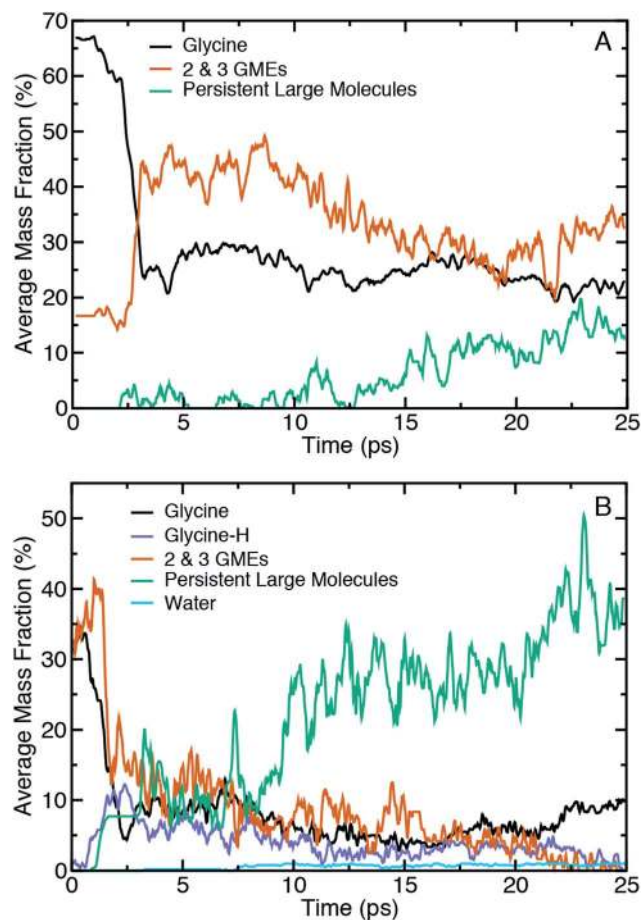 A
Glycine
2 & 3 GMEs
Persistent Large Molecules
Average Mass Fraction (%)
70
60
50
40
30
20
10
0
0 5 10 15 20 25
Time (ps)
B
Glycine
Glycine-H
2 & 3 GMEs
Persistent Large Molecules
Water
Average Mass Fraction (%)
50
40
30
20
10
0
0 5 10 15 20 25
Time (ps)